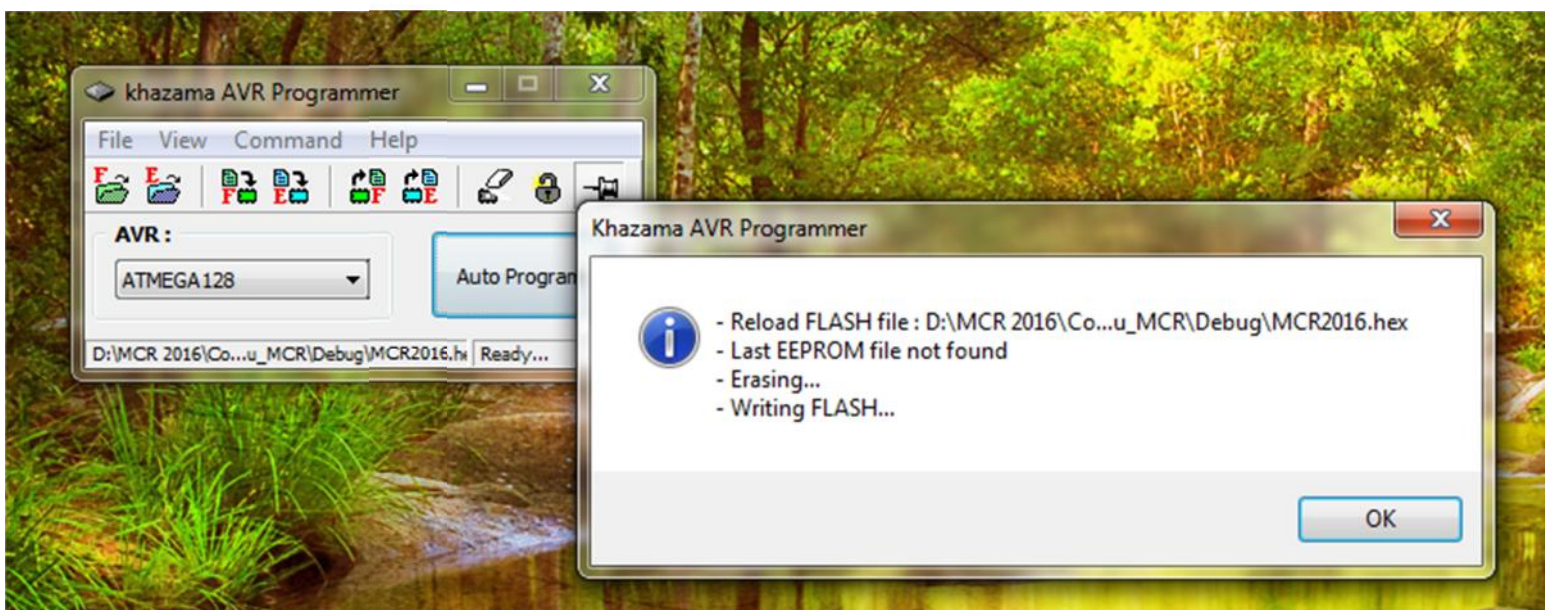 khazama AVR Programmer
File View Command Help
F E F E F E
AVR :
ATMEGA128
Auto Program
D:\MCR 2016\Co...u_MCR\Debug\MCR2016.he Ready...
Khazama AVR Programmer
- Reload FLASH file : D:\MCR 2016\Co...u_MCR\Debug\MCR2016.hex
- Last EEPROM file not found
- Erasing...
- Writing FLASH...
OK